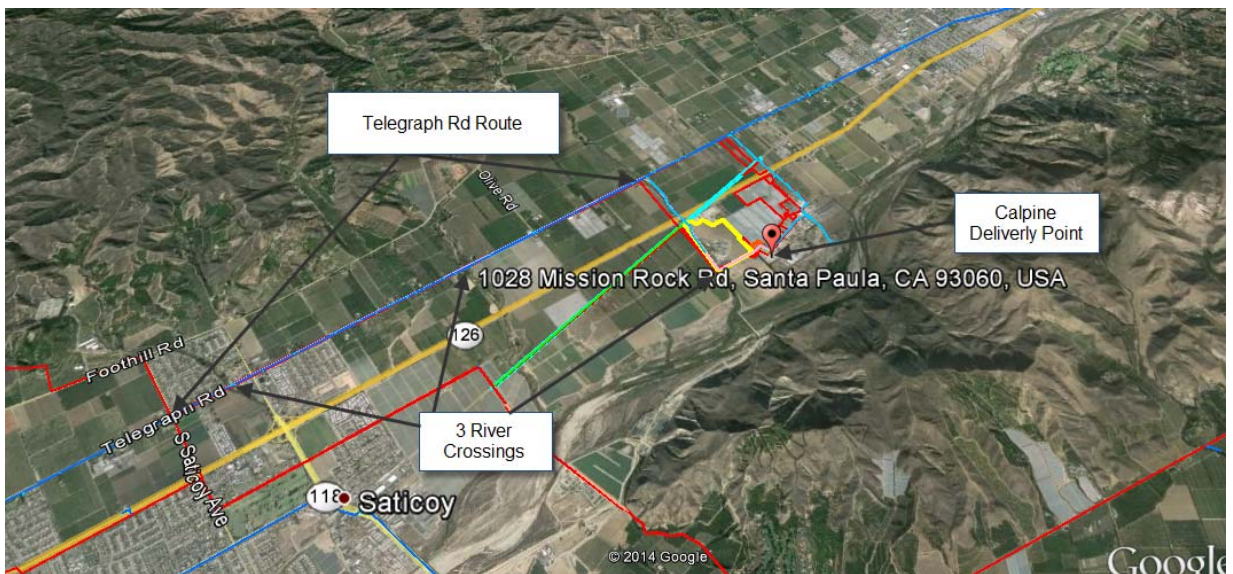 Telegraph Rd Route
Olive Rd
Calpine
Deliverly Point
1028 Mission Rock Rd, Santa Paula, CA 93060, USA
126
Foothill Rd
Telegraph Rd
S Saticoy Ave
3 River
Crossings
118
Saticoy
© 2014 Google
Google